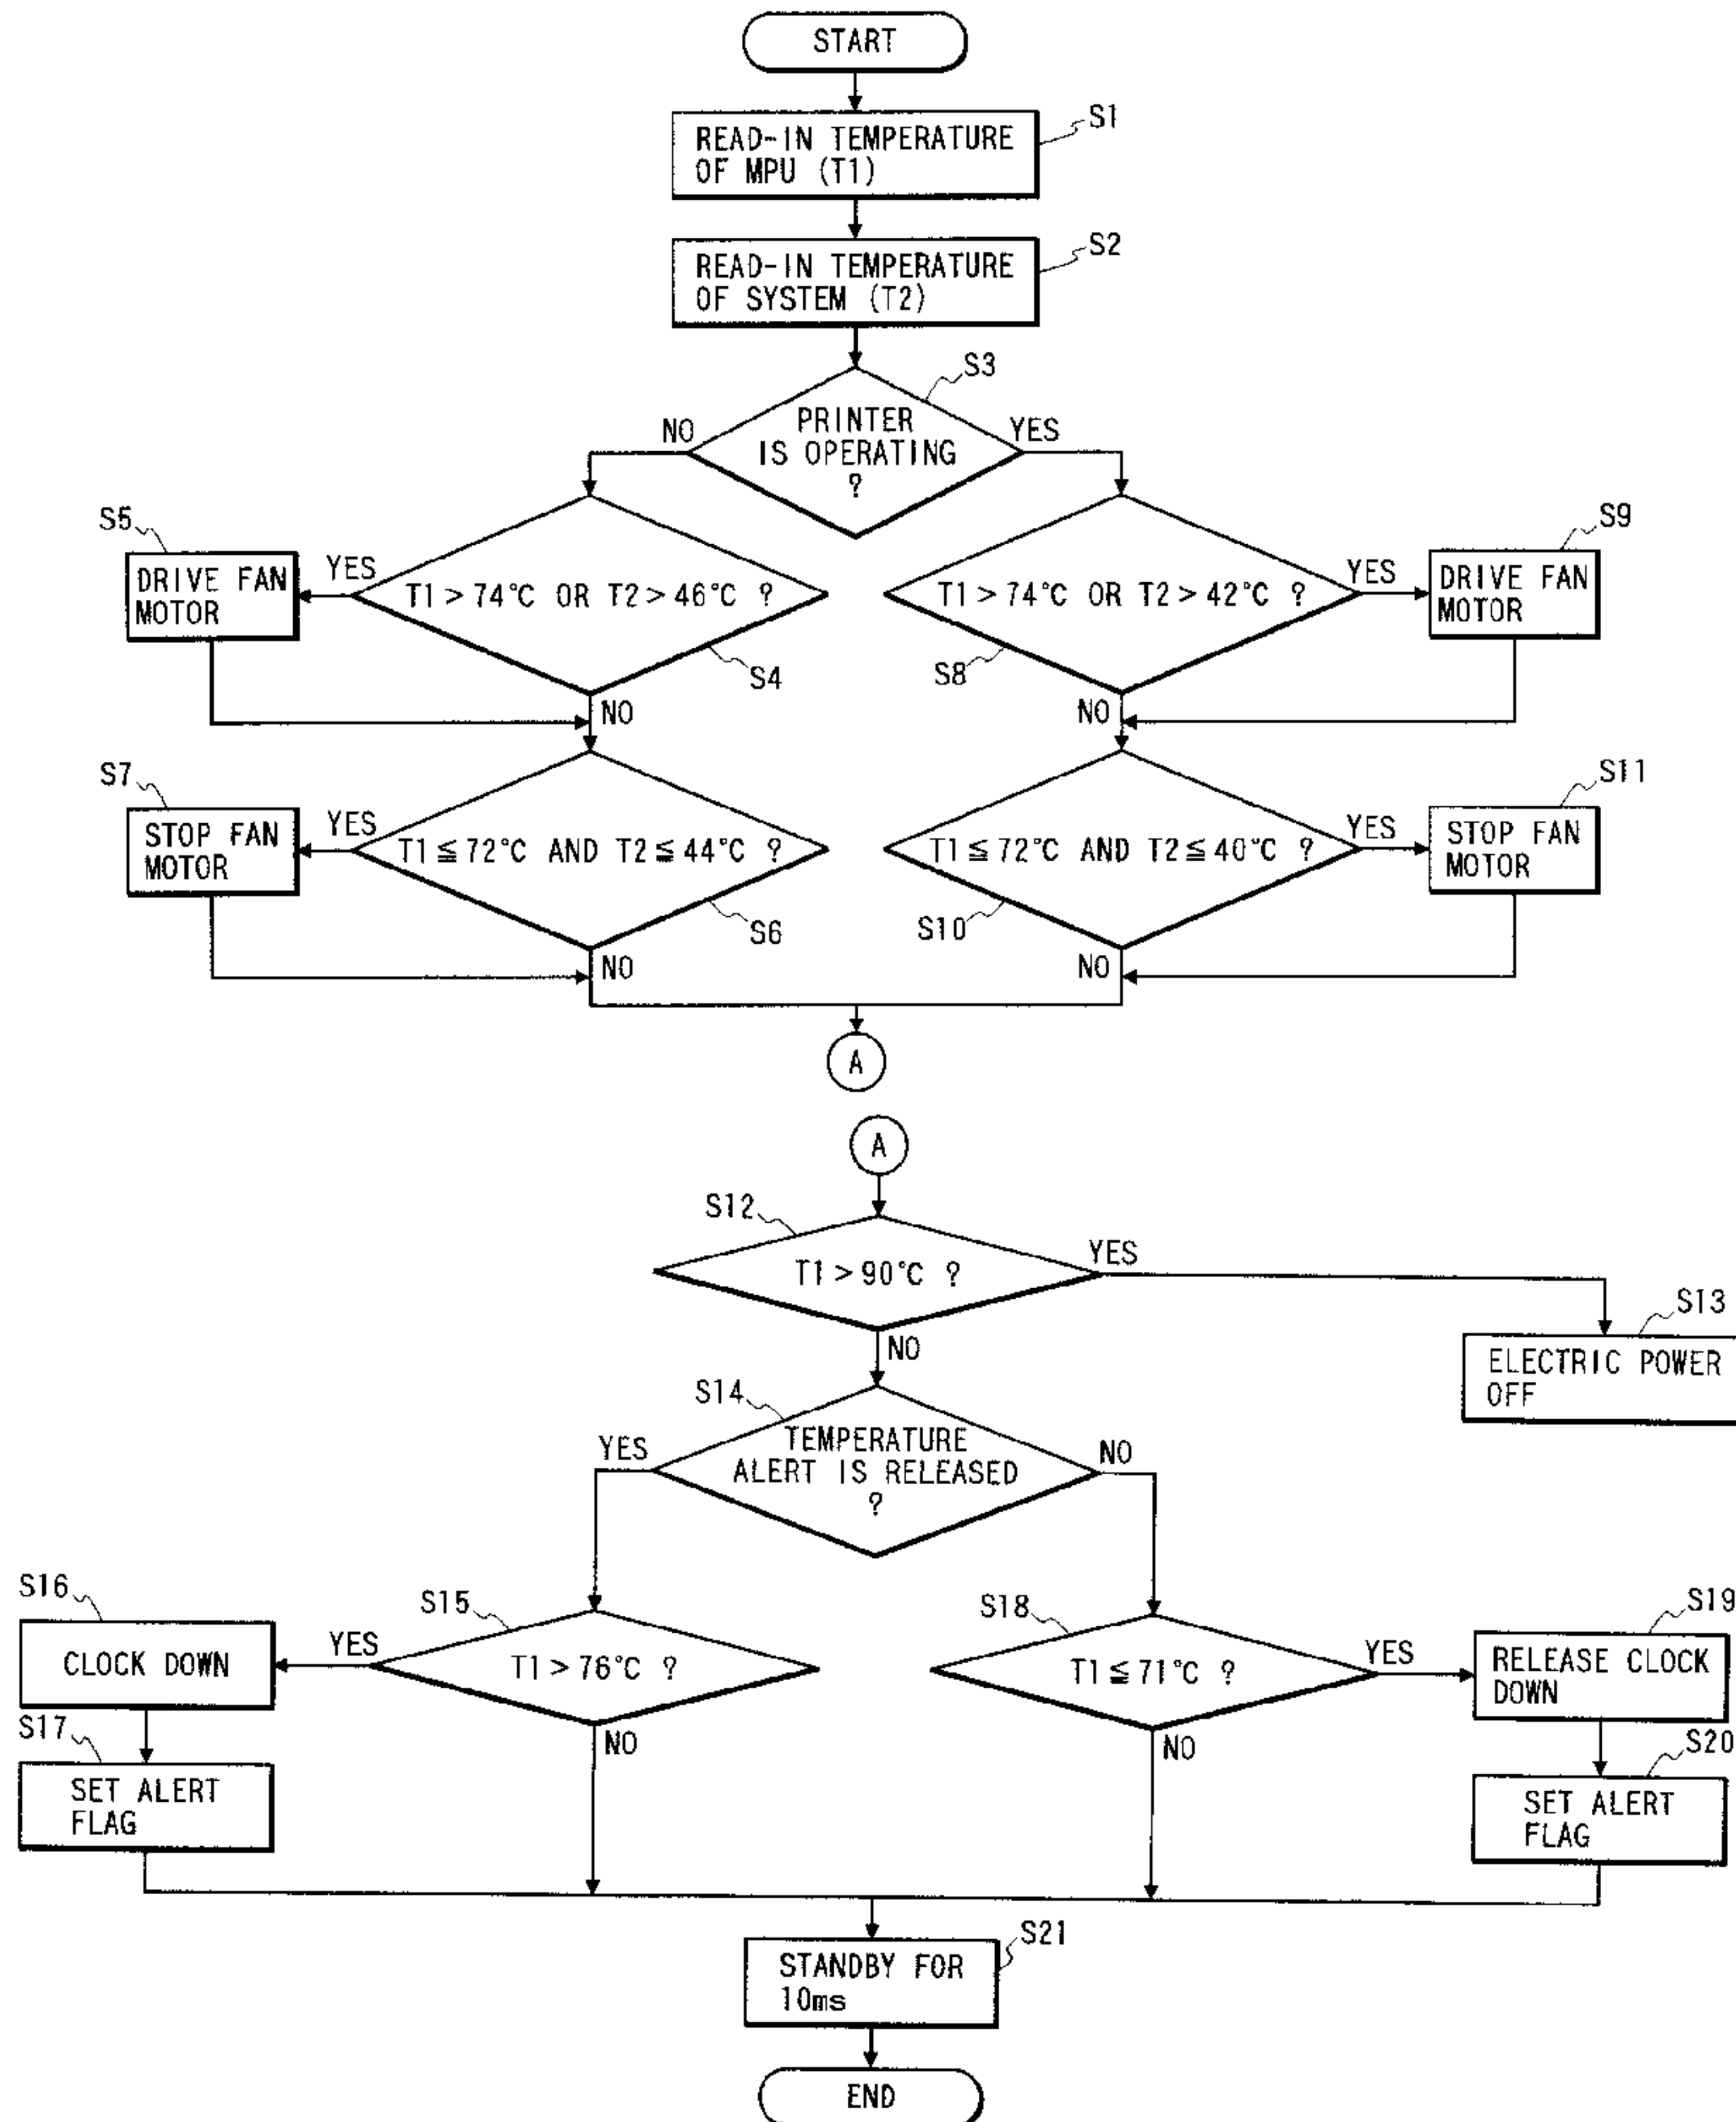 START
S1
READ-IN TEMPERATURE
OF MPU (T1)
S2
READ-IN TEMPERATURE
OF SYSTEM (T2)
S3
PRINTER
IS OPERATING
?
NO
YES
S5
DRIVE FAN
MOTOR
YES
T1 > 74°C OR T2 > 46°C ?
S4
NO
T1 > 74°C OR T2 > 42°C ?
S8
YES
S9
DRIVE FAN
MOTOR
NO
S7
STOP FAN
MOTOR
YES
T1 ≦ 72°C AND T2 ≦ 44°C ?
S6
NO
T1 ≦ 72°C AND T2 ≦ 40°C ?
S10
YES
S11
STOP FAN
MOTOR
NO
A
A
S12
T1 > 90°C ?
YES
S13
ELECTRIC POWER
OFF
NO
S14
TEMPERATURE
ALERT IS RELEASED
?
YES
NO
S16
CLOCK DOWN
YES
S15
T1 > 76°C ?
NO
S17
SET ALERT
FLAG
S18
T1 ≦ 71°C ?
YES
NO
S19
RELEASE CLOCK
DOWN
S20
SET ALERT
FLAG
S21
STANDBY FOR
10ms
END